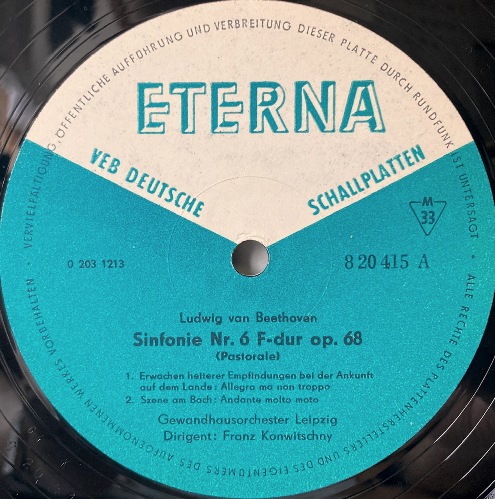 VERVIELFÄLTIGUNG, ÖFFENTLICHE AUFFÜHRUNG UND VERBREITUNG DIESER PLATTE DURCH RUNDFUNK IST UNTERSAGT · ALLE RECHTE DES PLATTENHERSTELLERS UND DES EIGENTÜMERS DES AUFGENOMMENEN WERKES VORBEHALTEN ·
ETERNA
VEB DEUTSCHE SCHALLPLATTEN
M
33
0 203 1213
8 20 415 A
Ludwig van Beethoven
Sinfonie Nr. 6 F-dur op. 68
(Pastorale)
1. Erwachen heiterer Empfindungen bei der Ankunft
auf dem Lande: Allegra ma non troppo
2. Szene am Bach: Andante molto moto
Gewandhausorchester Leipzig
Dirigent: Franz Konwitschny